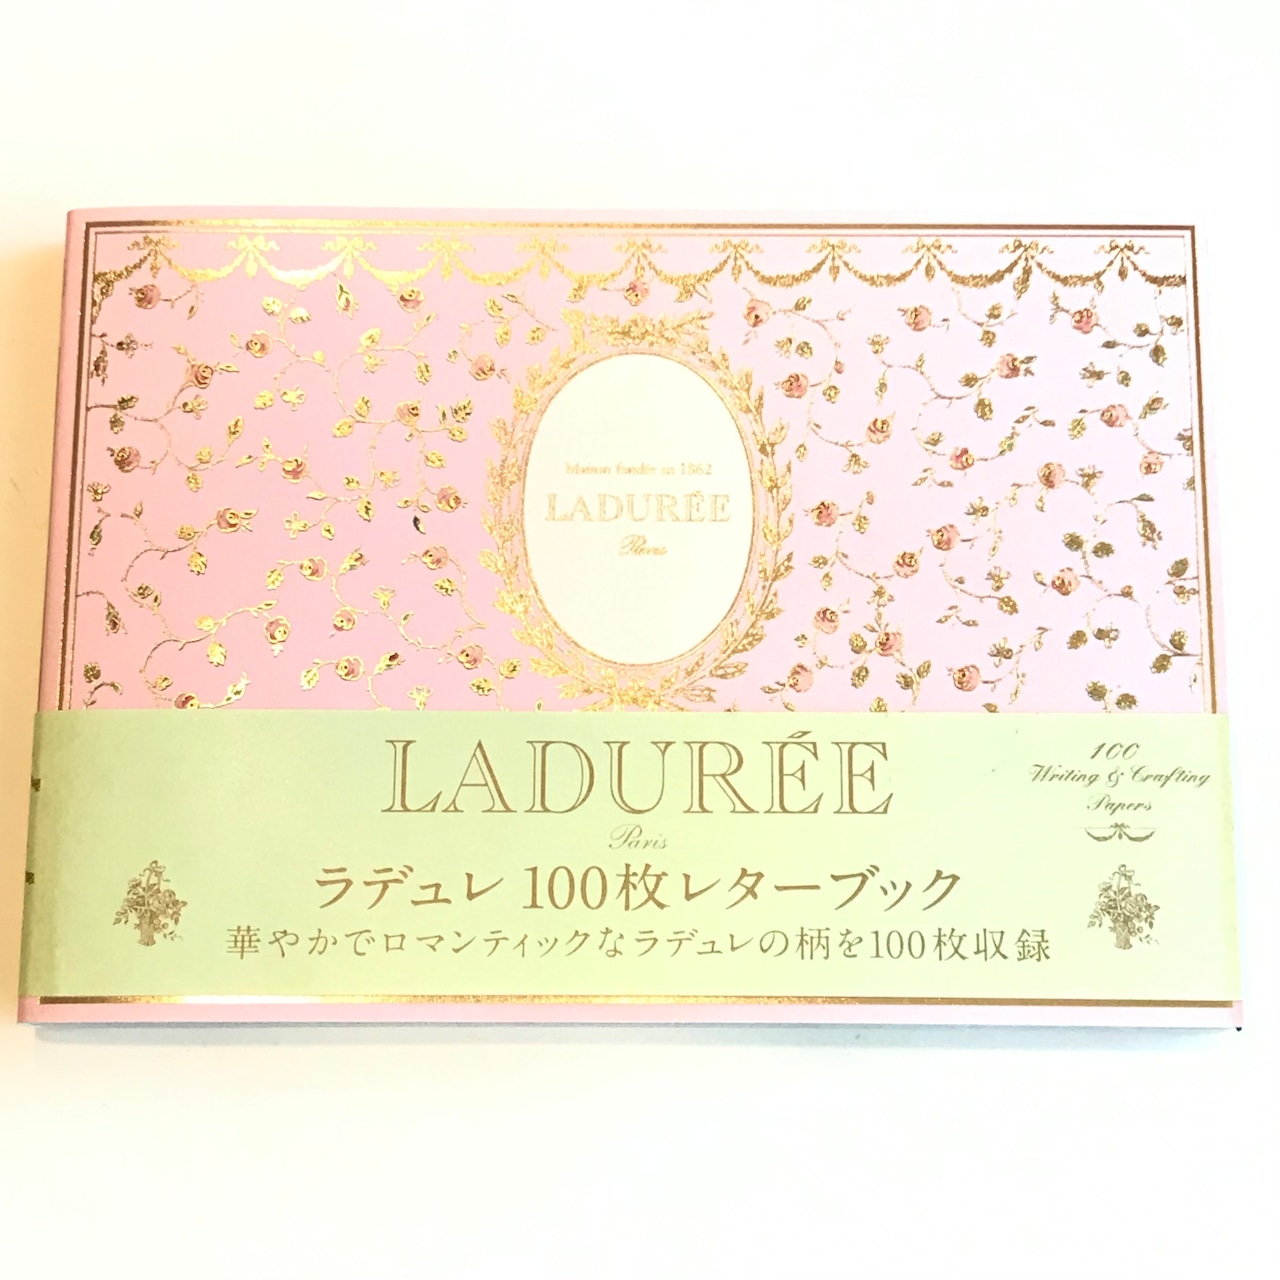 Maison fondée en 1862
LADURÉE
Paris
LADURÉE
Paris
100
Writing & Crafting
Papers
ラデュレ 100枚レターブック
華やかでロマンティックなラデュレの柄を100枚収録